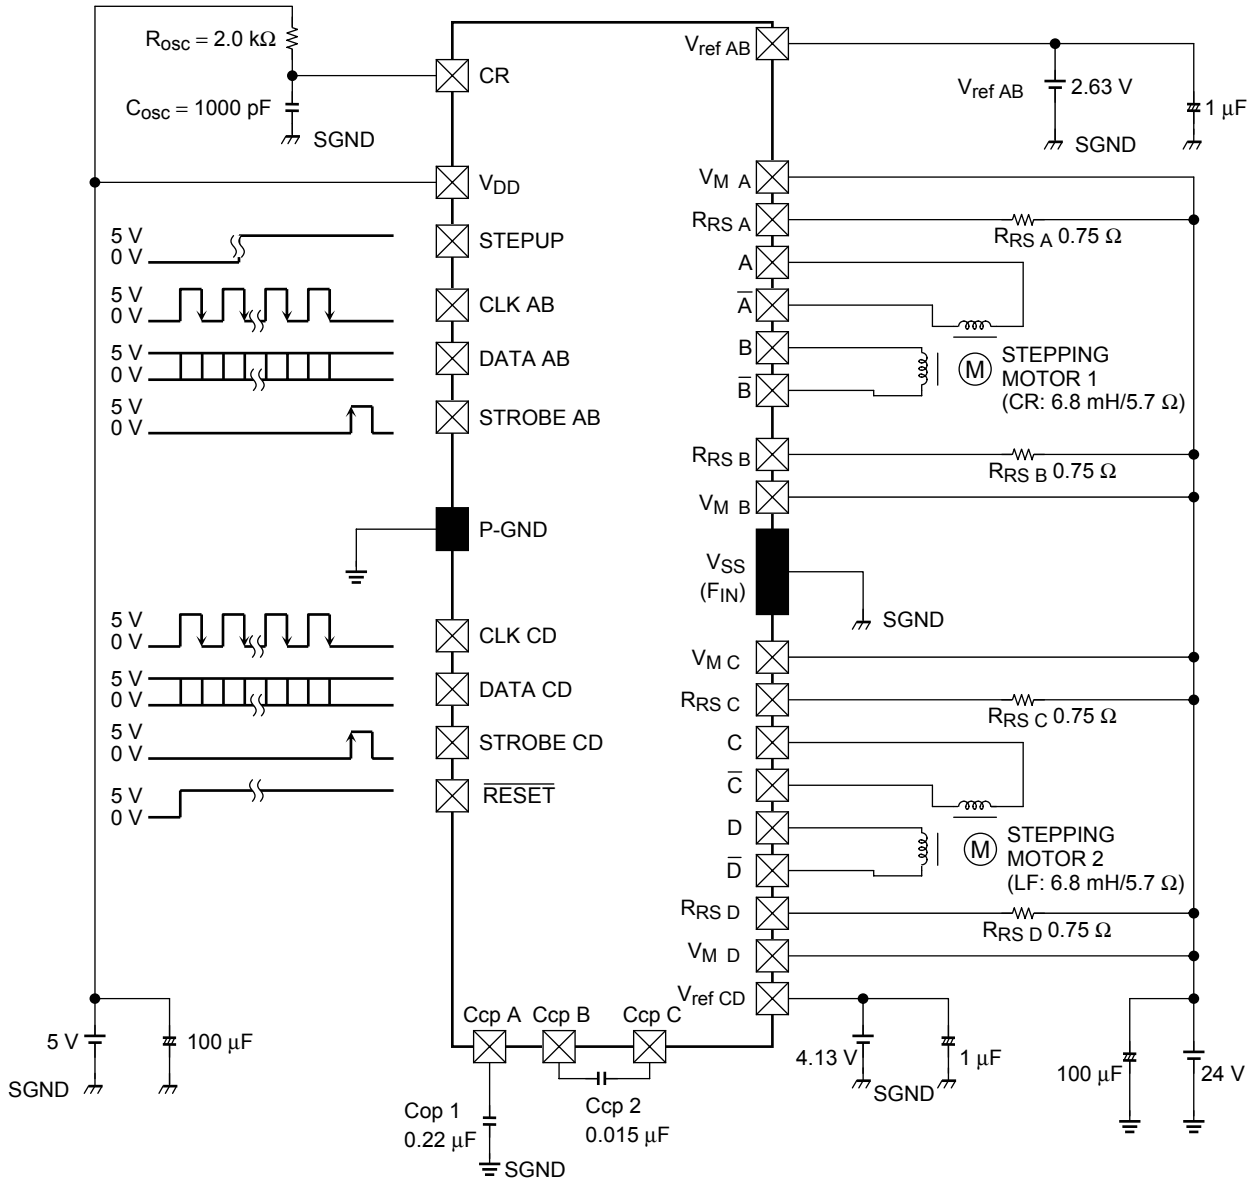 Rosc = 2.0 kΩ
Cosc = 1000 pF
SGND
CR
VDD
5 V
0 V
STEPUP
5 V
0 V
CLK AB
5 V
0 V
DATA AB
5 V
0 V
STROBE AB
P-GND
5 V
0 V
CLK CD
5 V
0 V
DATA CD
5 V
0 V
STROBE CD
5 V
0 V
R̅E̅S̅E̅T̅
5 V
100 μF
SGND
Ccp A
Ccp B
Ccp C
Cop 1
0.22 μF
SGND
Ccp 2
0.015 μF
Vref AB
Vref AB
2.63 V
1 μF
SGND
VM A
RRS A
RRS A 0.75 Ω
A
A̅
B
B̅
M
STEPPING
MOTOR 1
(CR: 6.8 mH/5.7 Ω)
RRS B
RRS B 0.75 Ω
VM B
VSS
(FIN)
SGND
VM C
RRS C
RRS C 0.75 Ω
C
C̅
D
D̅
M
STEPPING
MOTOR 2
(LF: 6.8 mH/5.7 Ω)
RRS D
RRS D 0.75 Ω
VM D
Vref CD
4.13 V
1 μF
SGND
100 μF
24 V